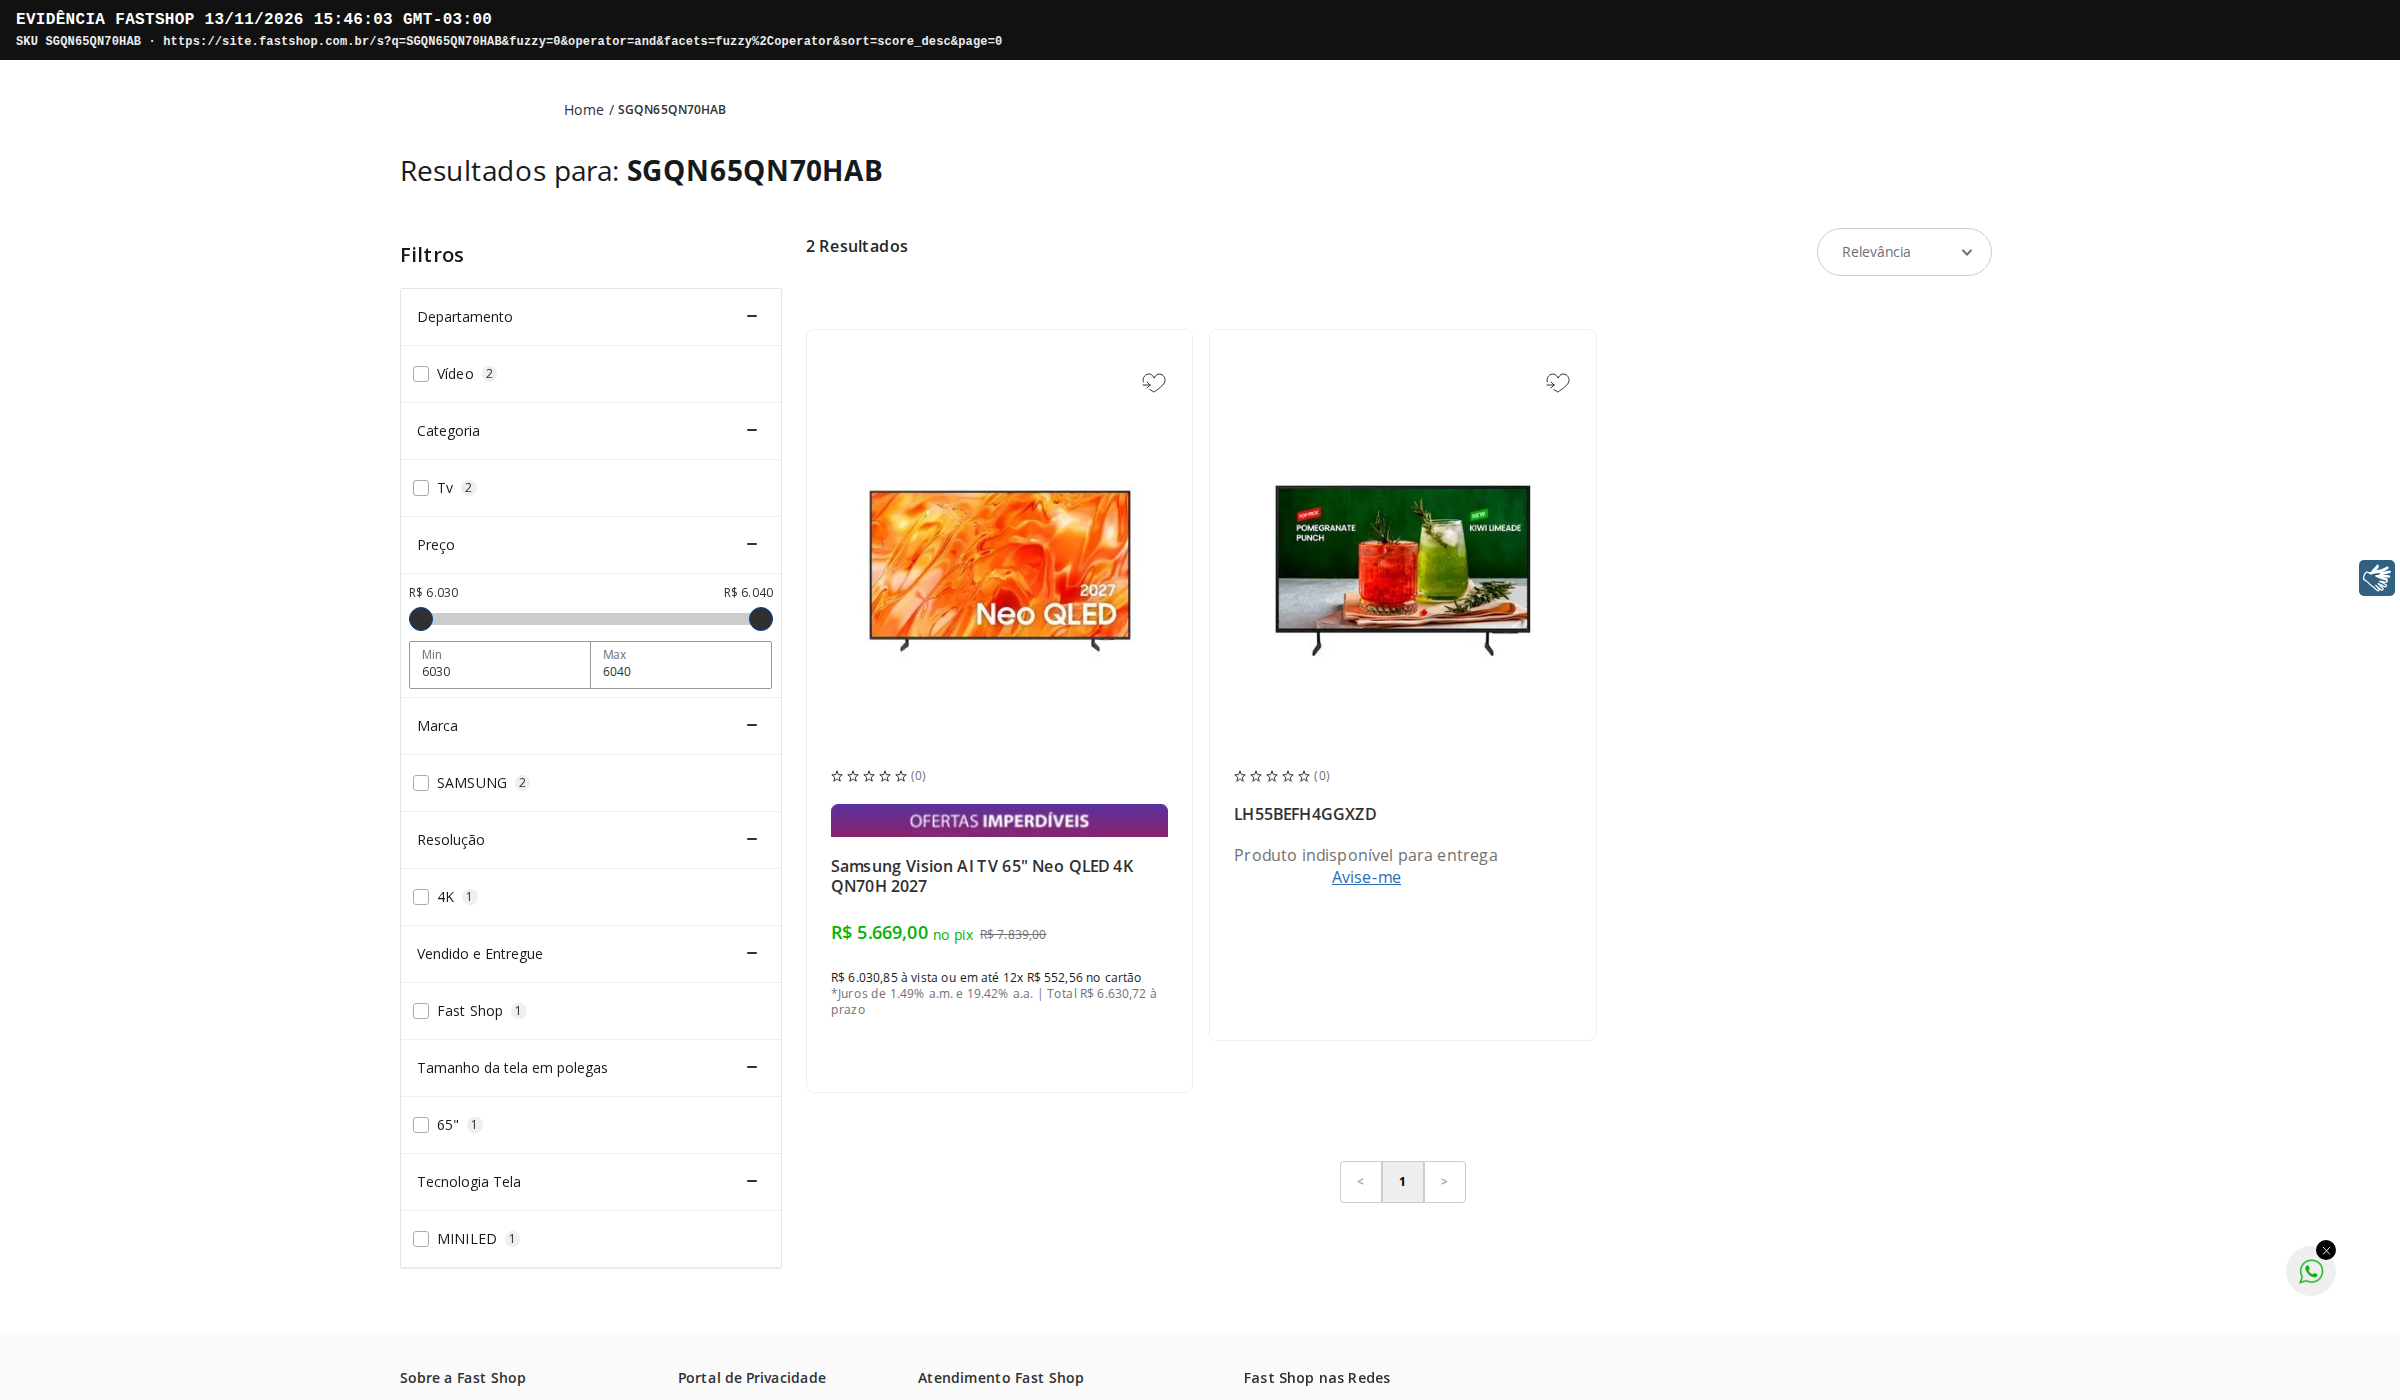 EVIDÊNCIA FASTSHOP 13/11/2026 15:46:03 GMT-03:00
SKU SGQN65QN70HAB · https://site.fastshop.com.br/s?q=SGQN65QN70HAB&fuzzy=0&operator=and&facets=fuzzy%2Coperator&sort=score_desc&page=0
Home / SGQN65QN70HAB
Resultados para: SGQN65QN70HAB
Filtros
Departamento
Vídeo 2
Categoria
Tv 2
Preço
R$ 6.030 R$ 6.040
Min Max
6030 6040
Marca
SAMSUNG 2
Resolução
4K 1
Vendido e Entregue
Fast Shop 1
Tamanho da tela em polegas
65" 1
Tecnologia Tela
MINILED 1
2 Resultados
Relevância
2027
Neo QLED
(0)
OFERTAS IMPERDÍVEIS
Samsung Vision AI TV 65" Neo QLED 4K
QN70H 2027
R$ 5.669,00 no pix R$ 7.839,00
R$ 6.030,85 à vista ou em até 12x R$ 552,56 no cartão
*Juros de 1.49% a.m. e 19.42% a.a. | Total R$ 6.630,72 à
prazo
TOP PICK
POMEGRANATE
PUNCH
NEW
KIWI LIMEADE
(0)
LH55BEFH4GGXZD
Produto indisponível para entrega
Avise-me
< 1 >
Sobre a Fast Shop
Portal de Privacidade
Atendimento Fast Shop
Fast Shop nas Redes